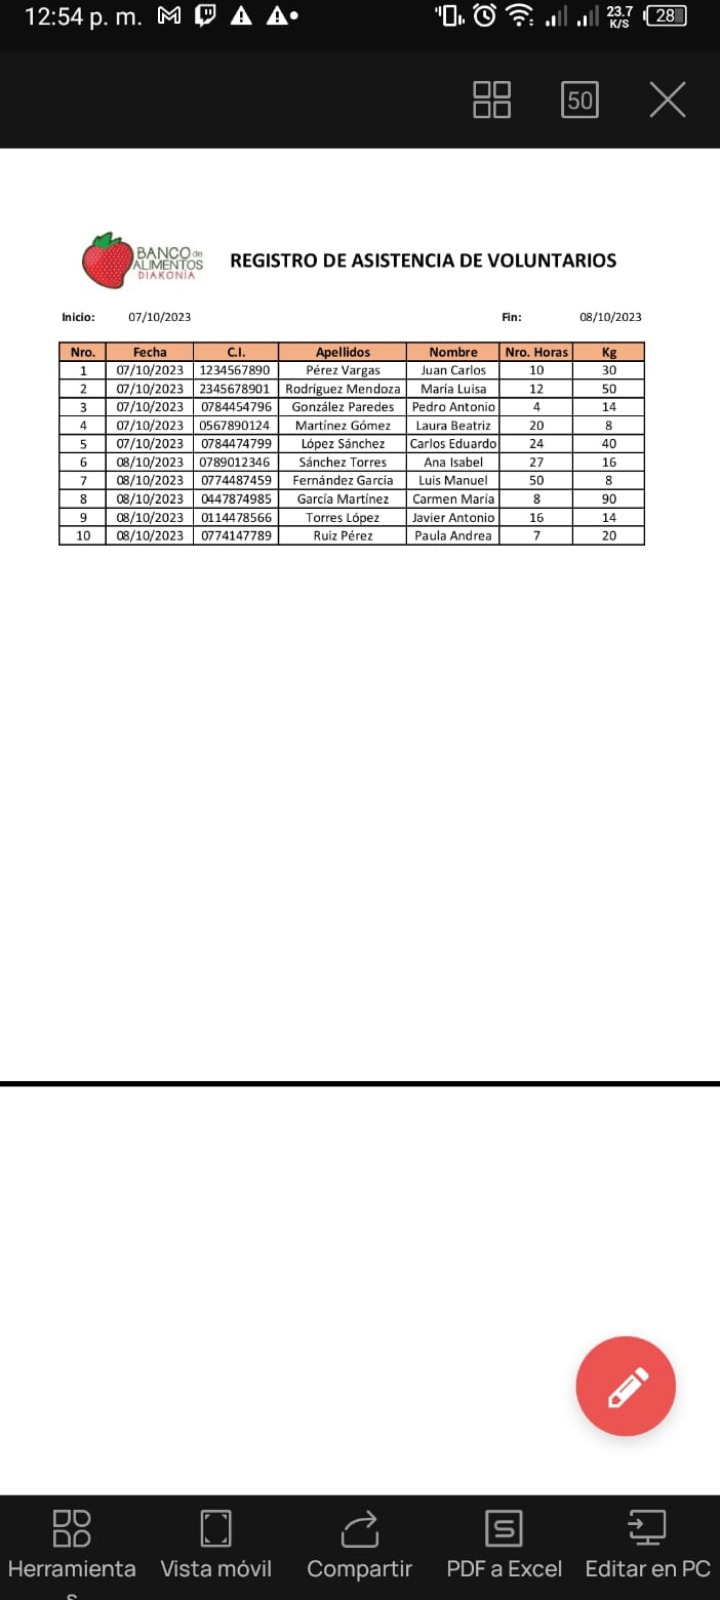 12:54 p. m.
23.7
K/S
28
50
BANCO de
ALIMENTOS
DIAKONÍA
REGISTRO DE ASISTENCIA DE VOLUNTARIOS
Inicio: 07/10/2023 Fin: 08/10/2023
Nro. Fecha C.I. Apellidos Nombre Nro. Horas Kg
1 07/10/2023 1234567890 Pérez Vargas Juan Carlos 10 30
2 07/10/2023 2345678901 Rodríguez Mendoza María Luisa 12 50
3 07/10/2023 0784454796 González Paredes Pedro Antonio 4 14
4 07/10/2023 0567890124 Martínez Gómez Laura Beatriz 20 8
5 07/10/2023 0784474799 López Sánchez Carlos Eduardo 24 40
6 08/10/2023 0789012346 Sánchez Torres Ana Isabel 27 16
7 08/10/2023 0774487459 Fernández García Luis Manuel 50 8
8 08/10/2023 0447874985 García Martínez Carmen María 8 90
9 08/10/2023 0114478566 Torres López Javier Antonio 16 14
10 08/10/2023 0774147789 Ruiz Pérez Paula Andrea 7 20
Herramienta Vista móvil Compartir PDF a Excel Editar en PC
s